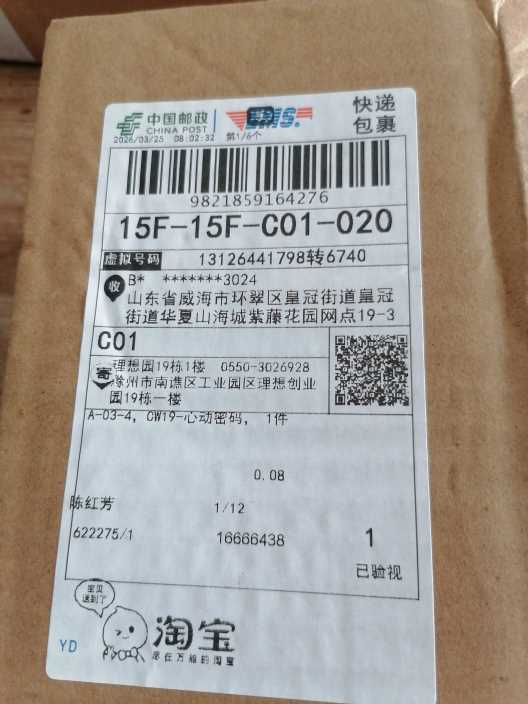 中国邮政
CHINA POST
快递包裹
2026/03/25 08:02:32 第1/6个
9821859164276
15F-15F-C01-020
虚拟号码 13126441798转6740
收 B* *******3024
山东省威海市环翠区皇冠街道皇冠
街道华夏山海城紫藤花园网点19-3
C01
寄 理想园19栋1楼 0550-3026928
滁州市南谯区工业园区理想创业
园19栋一楼
A-03-4, CW19-心动密码, 1件
0.08
陈红芳 1/12
622275/1 16666438 1
已验视
宝贝
送到了
YD
淘宝
尽在万能的淘宝